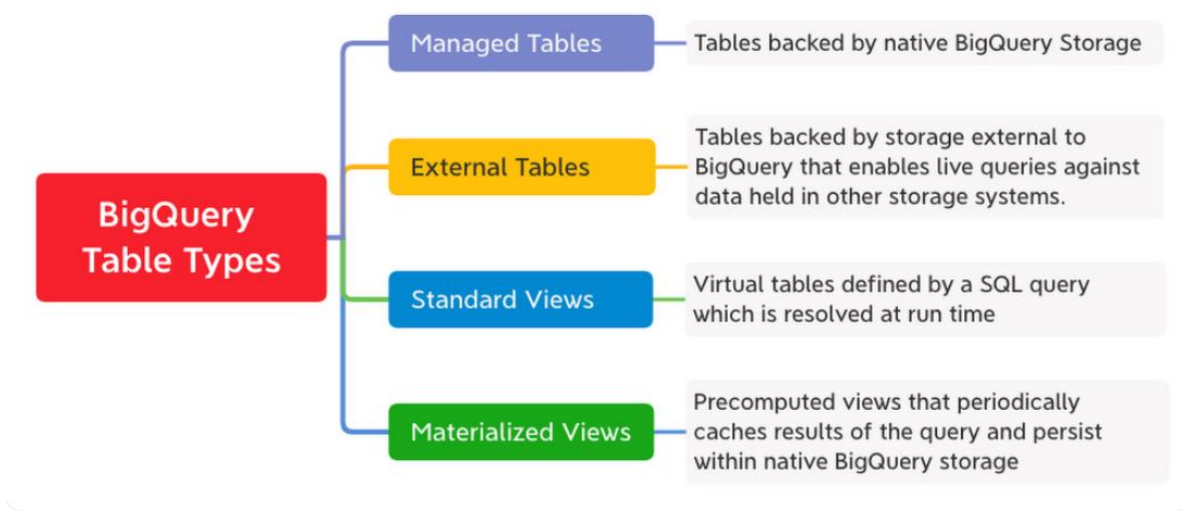 BigQuery
Table Types
Managed Tables
Tables backed by native BigQuery Storage
External Tables
Tables backed by storage external to
BigQuery that enables live queries against
data held in other storage systems.
Standard Views
Virtual tables defined by a SQL query
which is resolved at run time
Materialized Views
Precomputed views that periodically
caches results of the query and persist
within native BigQuery storage